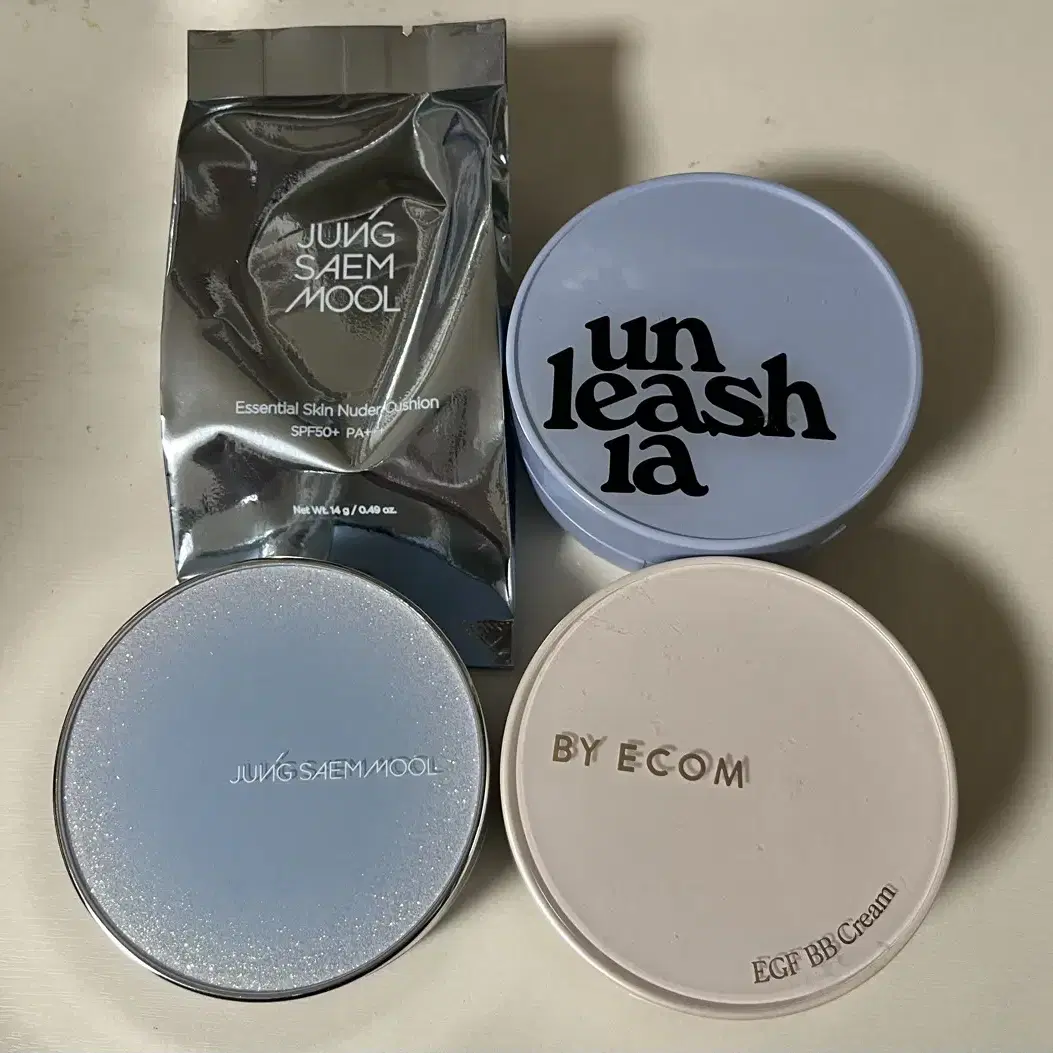 JUNG
SAEM
MOOL
Essential Skin Nuder Cushion
SPF50+ PA+++
Net Wt. 14 g / 0.49 oz.
un
leash
ia
JUNG SAEM MOOL
BY ECOM
EGF BB Cream